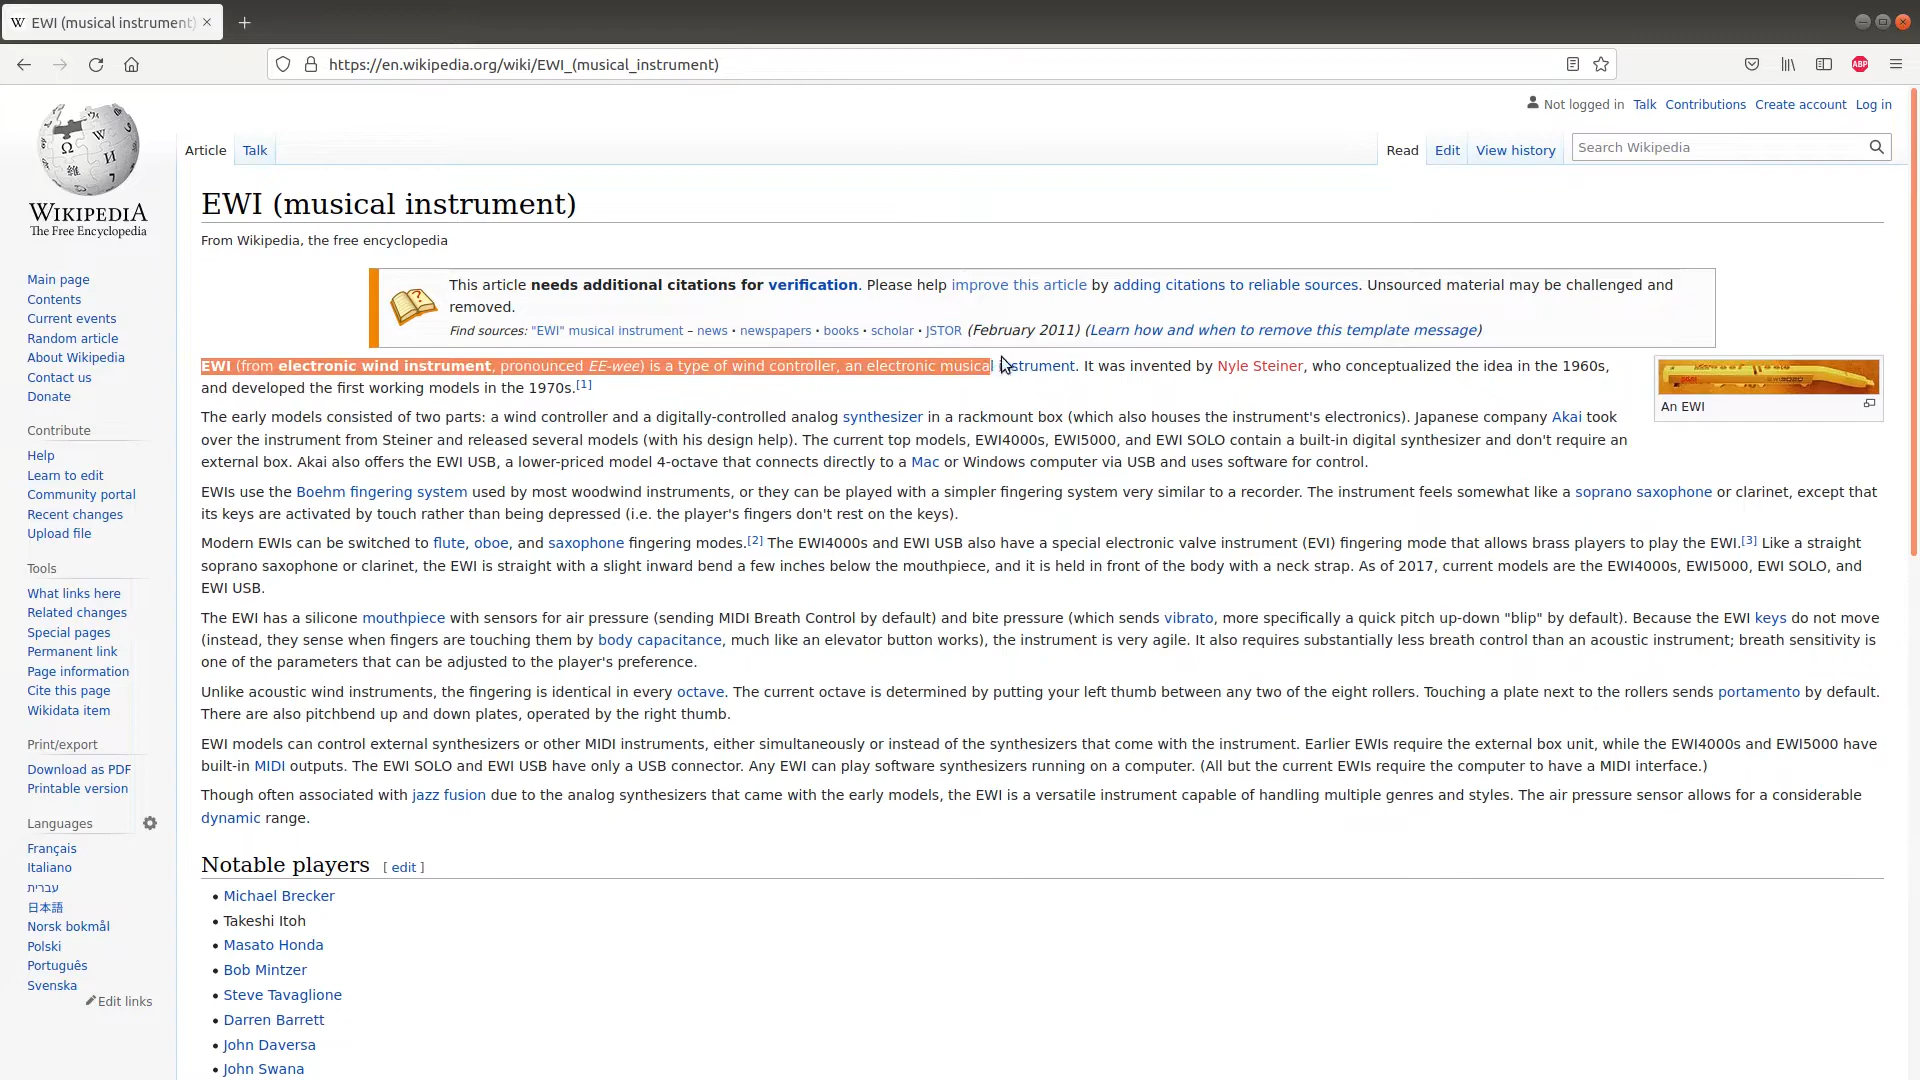 EWI (musical instrument)
https://en.wikipedia.org/wiki/EWI_(musical_instrument)
ABP
Not logged in Talk Contributions Create account Log in
Article Talk Read Edit View history Search Wikipedia
WIKIPEDIA
The Free Encyclopedia
Main page
Contents
Current events
Random article
About Wikipedia
Contact us
Donate
Contribute
Help
Learn to edit
Community portal
Recent changes
Upload file
Tools
What links here
Related changes
Special pages
Permanent link
Page information
Cite this page
Wikidata item
Print/export
Download as PDF
Printable version
Languages
Français
Italiano
עברית
日本語
Norsk bokmål
Polski
Português
Svenska
Edit links
EWI (musical instrument)
From Wikipedia, the free encyclopedia
This article needs additional citations for verification. Please help improve this article by adding citations to reliable sources. Unsourced material may be challenged and
removed.
Find sources: "EWI" musical instrument – news · newspapers · books · scholar · JSTOR (February 2011) (Learn how and when to remove this template message)
EWI (from electronic wind instrument, pronounced EE-wee) is a type of wind controller, an electronic musical instrument. It was invented by Nyle Steiner, who conceptualized the idea in the 1960s,
and developed the first working models in the 1970s.[1]
An EWI
The early models consisted of two parts: a wind controller and a digitally-controlled analog synthesizer in a rackmount box (which also houses the instrument's electronics). Japanese company Akai took
over the instrument from Steiner and released several models (with his design help). The current top models, EWI4000s, EWI5000, and EWI SOLO contain a built-in digital synthesizer and don't require an
external box. Akai also offers the EWI USB, a lower-priced model 4-octave that connects directly to a Mac or Windows computer via USB and uses software for control.
EWIs use the Boehm fingering system used by most woodwind instruments, or they can be played with a simpler fingering system very similar to a recorder. The instrument feels somewhat like a soprano saxophone or clarinet, except that
its keys are activated by touch rather than being depressed (i.e. the player's fingers don't rest on the keys).
Modern EWIs can be switched to flute, oboe, and saxophone fingering modes.[2] The EWI4000s and EWI USB also have a special electronic valve instrument (EVI) fingering mode that allows brass players to play the EWI.[3] Like a straight
soprano saxophone or clarinet, the EWI is straight with a slight inward bend a few inches below the mouthpiece, and it is held in front of the body with a neck strap. As of 2017, current models are the EWI4000s, EWI5000, EWI SOLO, and
EWI USB.
The EWI has a silicone mouthpiece with sensors for air pressure (sending MIDI Breath Control by default) and bite pressure (which sends vibrato, more specifically a quick pitch up-down "blip" by default). Because the EWI keys do not move
(instead, they sense when fingers are touching them by body capacitance, much like an elevator button works), the instrument is very agile. It also requires substantially less breath control than an acoustic instrument; breath sensitivity is
one of the parameters that can be adjusted to the player's preference.
Unlike acoustic wind instruments, the fingering is identical in every octave. The current octave is determined by putting your left thumb between any two of the eight rollers. Touching a plate next to the rollers sends portamento by default.
There are also pitchbend up and down plates, operated by the right thumb.
EWI models can control external synthesizers or other MIDI instruments, either simultaneously or instead of the synthesizers that come with the instrument. Earlier EWIs require the external box unit, while the EWI4000s and EWI5000 have
built-in MIDI outputs. The EWI SOLO and EWI USB have only a USB connector. Any EWI can play software synthesizers running on a computer. (All but the current EWIs require the computer to have a MIDI interface.)
Though often associated with jazz fusion due to the analog synthesizers that came with the early models, the EWI is a versatile instrument capable of handling multiple genres and styles. The air pressure sensor allows for a considerable
dynamic range.
Notable players [ edit ]
• Michael Brecker
• Takeshi Itoh
• Masato Honda
• Bob Mintzer
• Steve Tavaglione
• Darren Barrett
• John Daversa
• John Swana